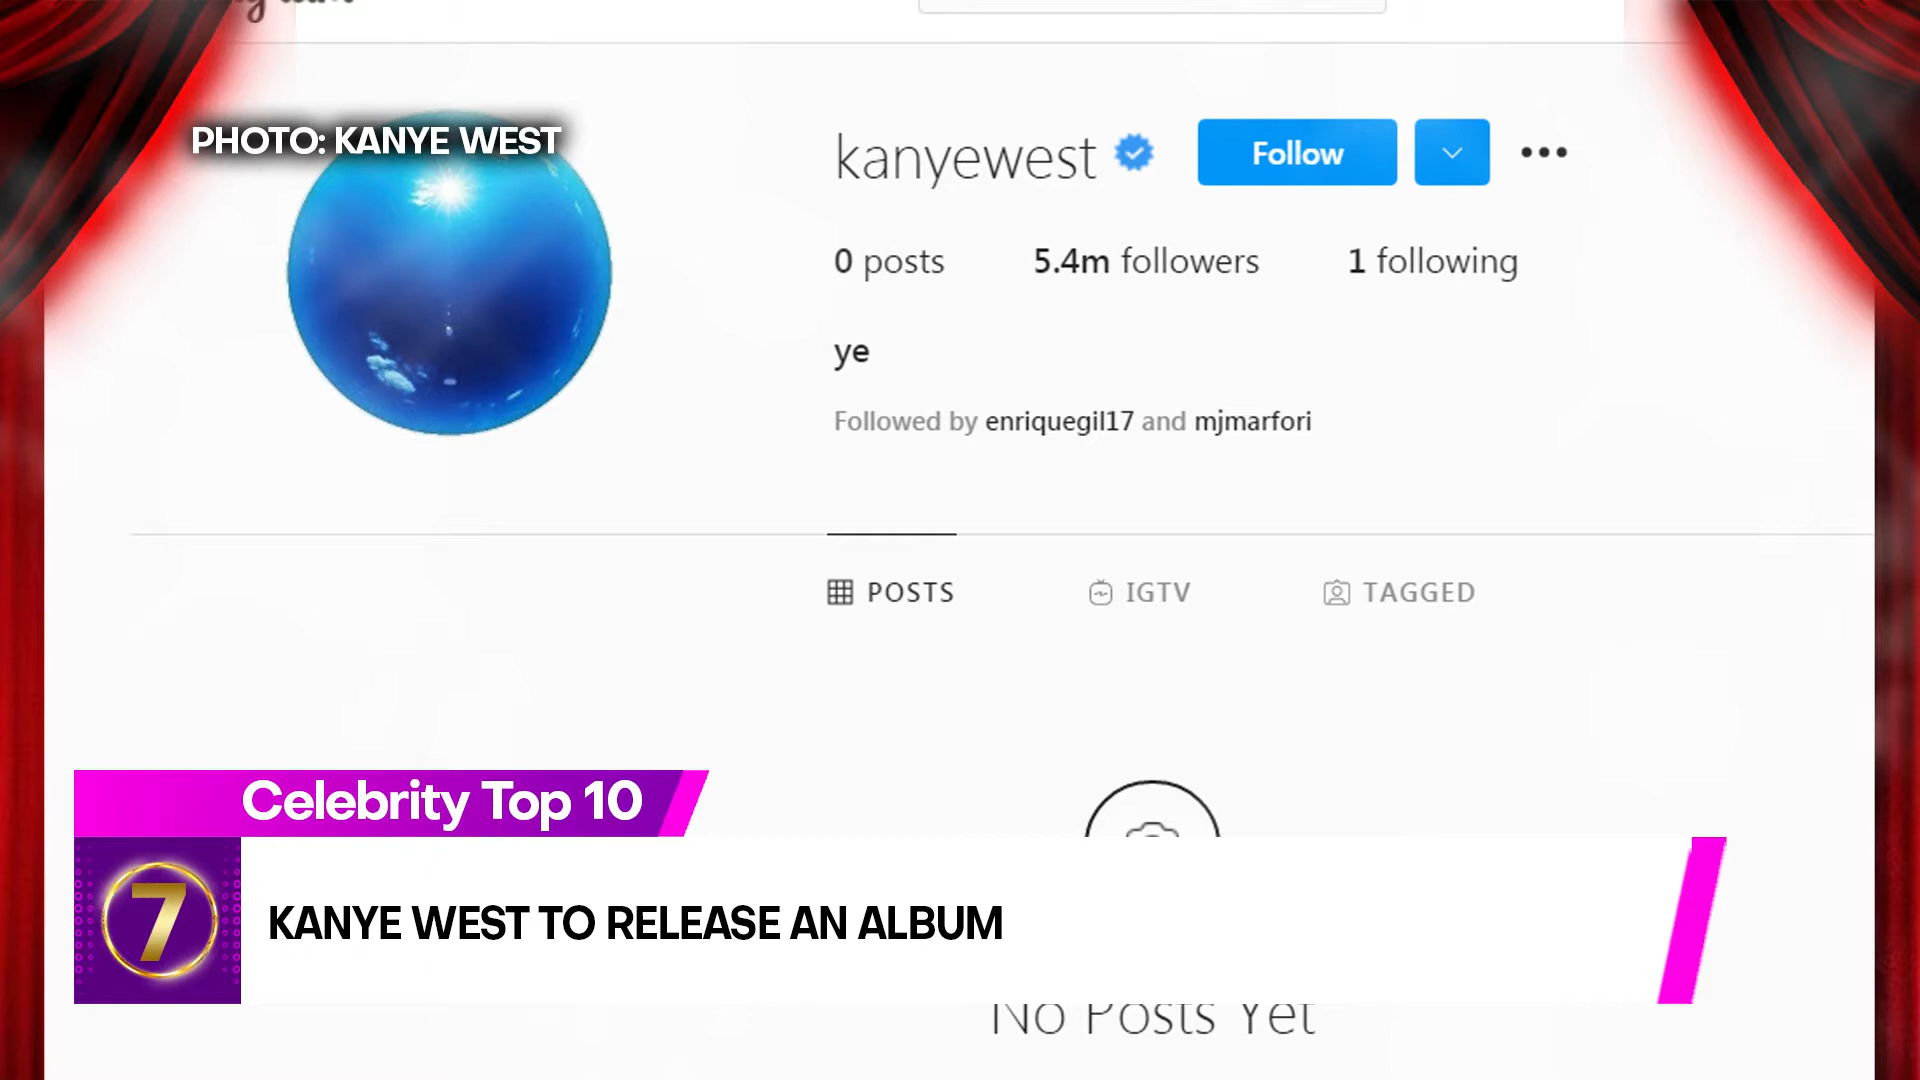 PHOTO: KANYE WEST
kanyewest
Follow
0 posts 5.4m followers 1 following
ye
Followed by enriquegil17 and mjmarfori
POSTS IGTV TAGGED
Celebrity Top 10
7
KANYE WEST TO RELEASE AN ALBUM
No Posts Yet